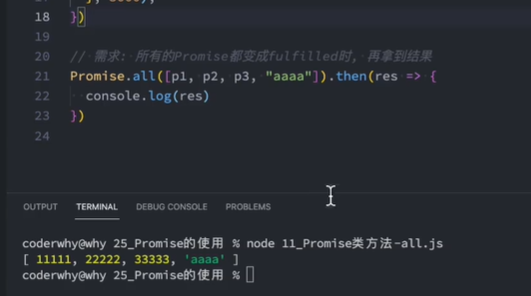 18 })
19
20 // 需求: 所有的Promise都变成fulfilled时, 再拿到结果
21 Promise.all([p1, p2, p3, "aaaa"]).then(res => {
22 console.log(res)
23 })
24
OUTPUT TERMINAL DEBUG CONSOLE PROBLEMS
coderwhy@why 25_Promise的使用 % node 11_Promise类方法-all.js
[ 11111, 22222, 33333, 'aaaa' ]
coderwhy@why 25_Promise的使用 %